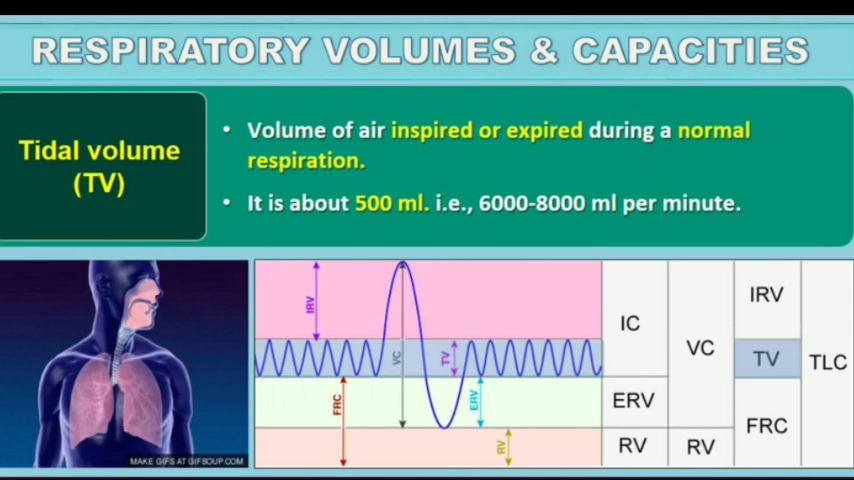 RESPIRATORY VOLUMES & CAPACITIES
Tidal volume
(TV)
• Volume of air inspired or expired during a normal
respiration.
• It is about 500 ml. i.e., 6000-8000 ml per minute.
MAKE GIFS AT GIFSOUP.COM
IRV
VC
TV
FRC
ERV
RV
IC
ERV
RV
VC
RV
IRV
TV
FRC
TLC